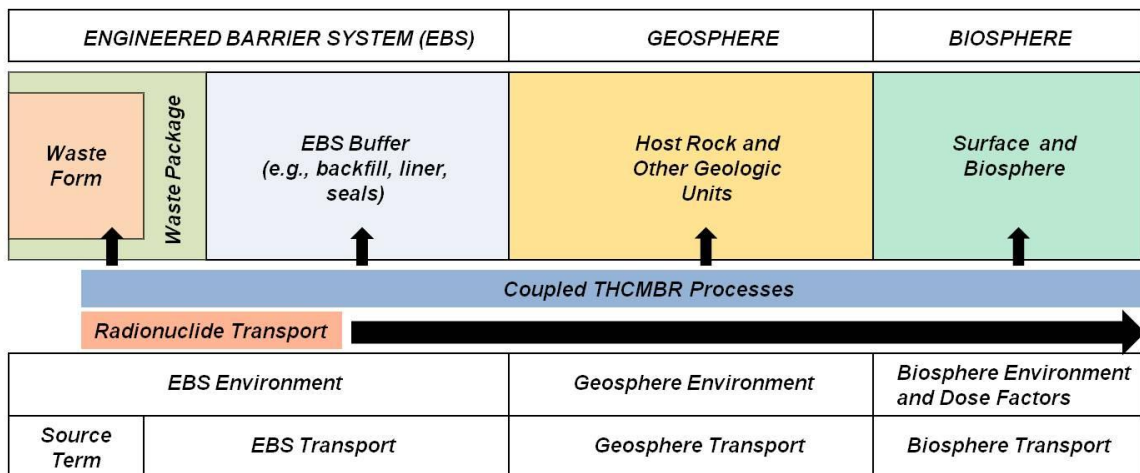 ENGINEERED BARRIER SYSTEM (EBS)
GEOSPHERE
BIOSPHERE
Waste
Form
Waste Package
EBS Buffer
(e.g., backfill, liner,
seals)
Host Rock and
Other Geologic
Units
Surface and
Biosphere
Coupled THCMBR Processes
Radionuclide Transport
EBS Environment
Geosphere Environment
Biosphere Environment
and Dose Factors
Source
Term
EBS Transport
Geosphere Transport
Biosphere Transport